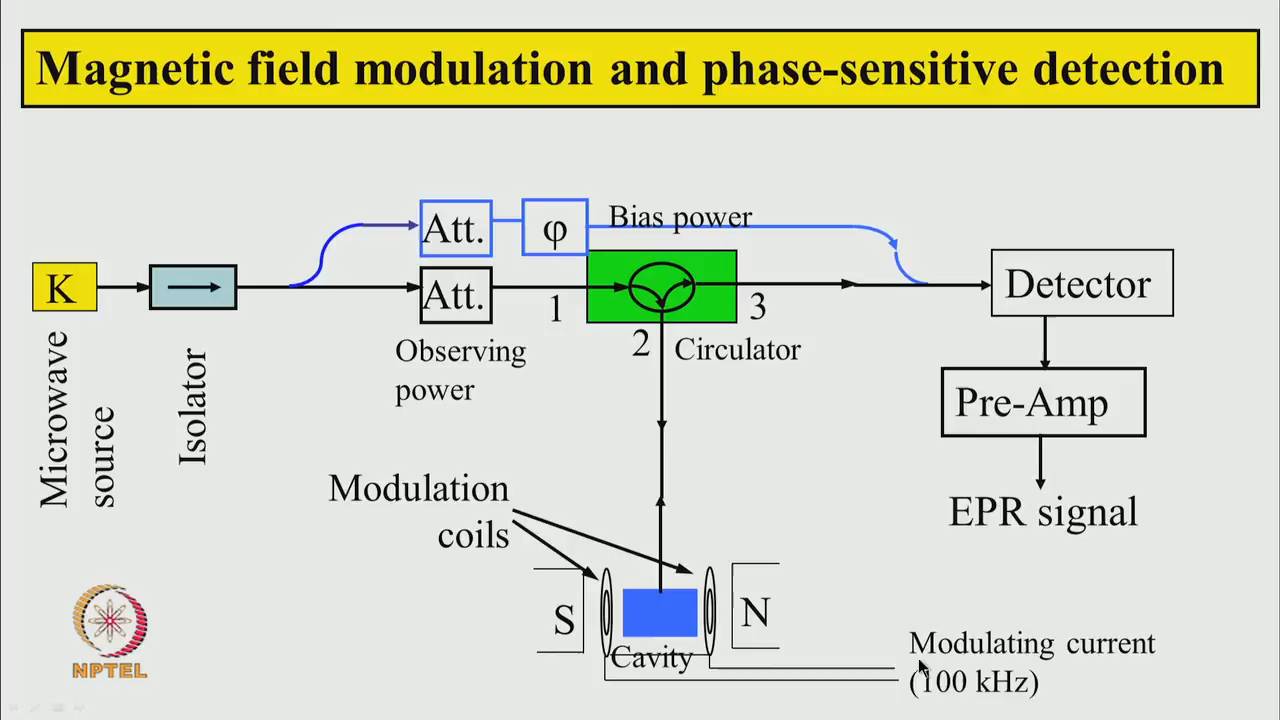 Magnetic field modulation and phase-sensitive detection
Att.
φ
Bias power
K
Att.
1
3
Detector
2
Circulator
Observing
power
Microwave
source
Isolator
Pre-Amp
EPR signal
Modulation
coils
S
N
Cavity
Modulating current
(100 kHz)
NPTEL